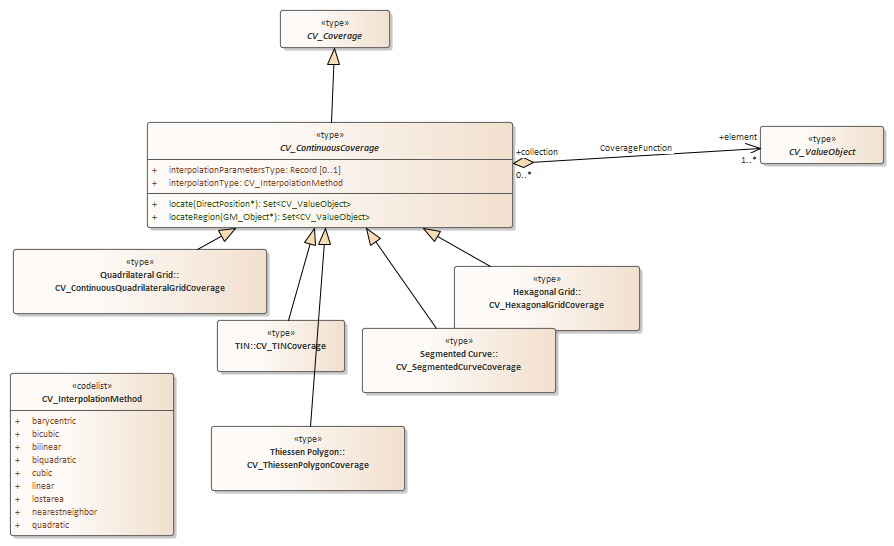 «type»
CV_Coverage
«type»
CV_ContinuousCoverage
+ interpolationParametersType: Record [0..1]
+ interpolationType: CV_InterpolationMethod
+ locate(DirectPosition*): Set<CV_ValueObject>
+ locateRegion(GM_Object*): Set<CV_ValueObject>
+collection
0..*
CoverageFunction
+element
1..*
«type»
CV_ValueObject
«type»
Quadrilateral Grid::
CV_ContinuousQuadrilateralGridCoverage
«type»
Hexagonal Grid::
CV_HexagonalGridCoverage
«type»
TIN::CV_TINCoverage
«type»
Segmented Curve::
CV_SegmentedCurveCoverage
«codelist»
CV_InterpolationMethod
+ barycentric
+ bicubic
+ bilinear
+ biquadratic
+ cubic
+ linear
+ lostarea
+ nearestneighbor
+ quadratic
«type»
Thiessen Polygon::
CV_ThiessenPolygonCoverage